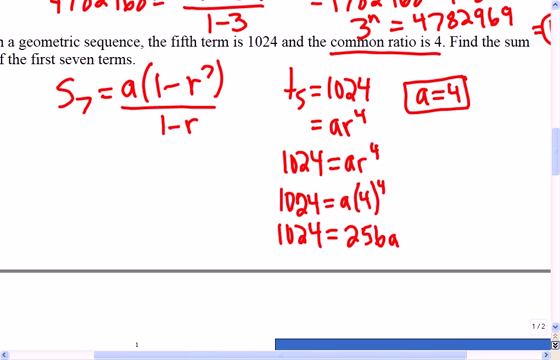 1 - 3
3ⁿ = 4782969
n a geometric sequence, the fifth term is 1024 and the common ratio is 4. Find the sum
f the first seven terms.
S₇ = a(1 - r⁷)
1 - r
t₅ = 1024
= ar⁴
a = 4
1024 = ar⁴
1024 = a(4)⁴
1024 = 256a
1 / 2
1